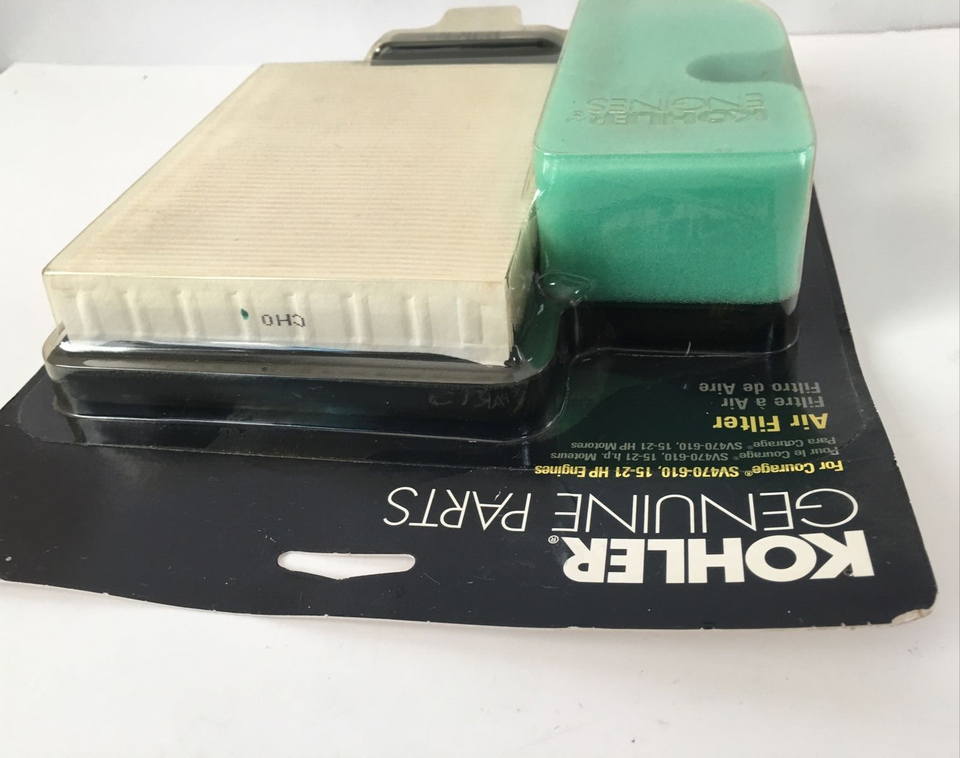 KOHLER®
GENUINE PARTS
For Courage® SV470-610, 15-21 HP Engines
Pour le Courage® SV470-610, 15-21 h.p. Moteurs
Para Courage® SV470-610, 15-21 HP Motores
Air Filter
Filtre à Air
Filtro de Aire
CHO
KOHLER®
ENGINES